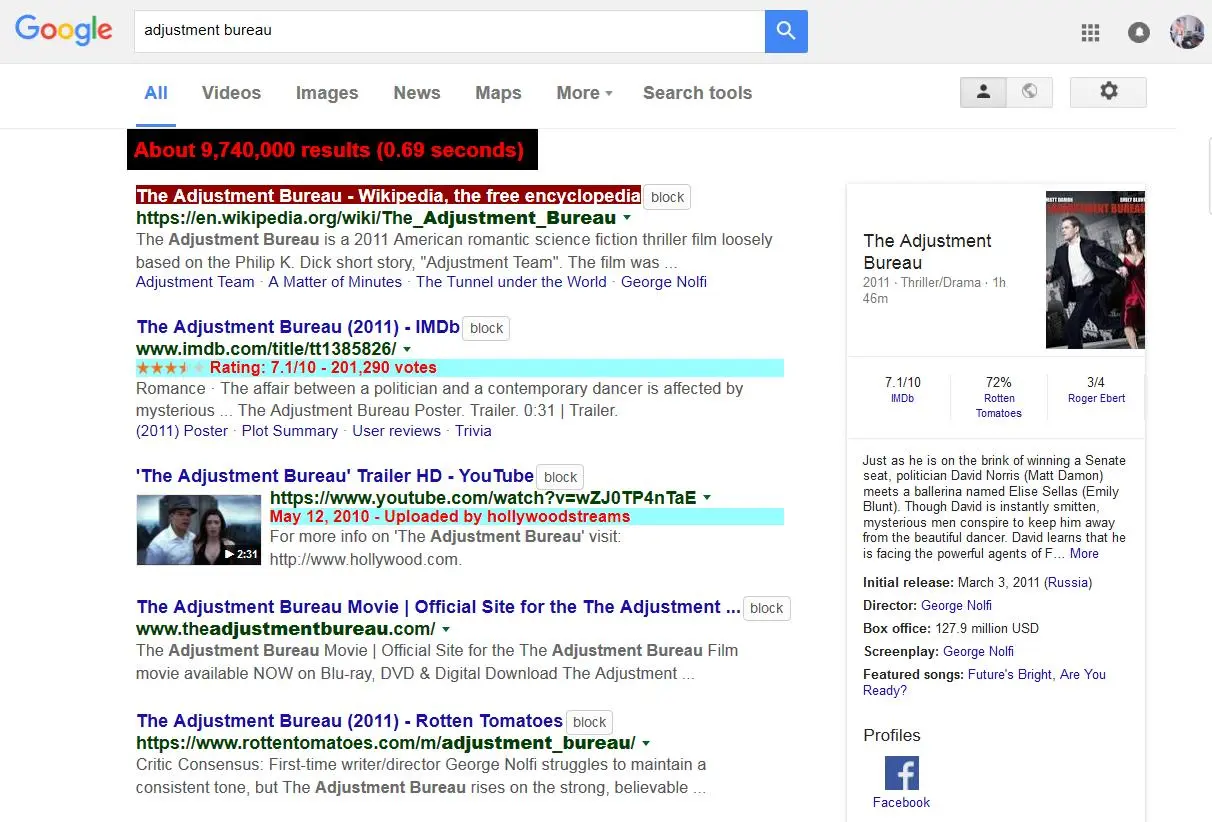 Google
adjustment bureau
All Videos Images News Maps More Search tools
About 9,740,000 results (0.69 seconds)
The Adjustment Bureau - Wikipedia, the free encyclopedia block
https://en.wikipedia.org/wiki/The_Adjustment_Bureau
The Adjustment Bureau is a 2011 American romantic science fiction thriller film loosely
based on the Philip K. Dick short story, "Adjustment Team". The film was ...
Adjustment Team · A Matter of Minutes · The Tunnel under the World · George Nolfi
The Adjustment Bureau (2011) - IMDb block
www.imdb.com/title/tt1385826/
Rating: 7.1/10 - 201,290 votes
Romance · The affair between a politician and a contemporary dancer is affected by
mysterious ... The Adjustment Bureau Poster. Trailer. 0:31 | Trailer.
(2011) Poster · Plot Summary · User reviews · Trivia
'The Adjustment Bureau' Trailer HD - YouTube block
https://www.youtube.com/watch?v=wZJ0TP4nTaE
May 12, 2010 - Uploaded by hollywoodstreams
For more info on 'The Adjustment Bureau' visit:
http://www.hollywood.com.
2:31
The Adjustment Bureau Movie | Official Site for the The Adjustment ... block
www.theadjustmentbureau.com/
The Adjustment Bureau Movie | Official Site for the The Adjustment Bureau Film
movie available NOW on Blu-ray, DVD & Digital Download The Adjustment ...
The Adjustment Bureau (2011) - Rotten Tomatoes block
https://www.rottentomatoes.com/m/adjustment_bureau/
Critic Consensus: First-time writer/director George Nolfi struggles to maintain a
consistent tone, but The Adjustment Bureau rises on the strong, believable ...
MATT DAMON EMILY BLUNT
ADJUSTMENT BUREAU
The Adjustment
Bureau
2011 · Thriller/Drama · 1h
46m
7.1/10 72% 3/4
IMDb Rotten Roger Ebert
Tomatoes
Just as he is on the brink of winning a Senate
seat, politician David Norris (Matt Damon)
meets a ballerina named Elise Sellas (Emily
Blunt). Though David is instantly smitten,
mysterious men conspire to keep him away
from the beautiful dancer. David learns that he
is facing the powerful agents of F... More
Initial release: March 3, 2011 (Russia)
Director: George Nolfi
Box office: 127.9 million USD
Screenplay: George Nolfi
Featured songs: Future's Bright, Are You
Ready?
Profiles
Facebook